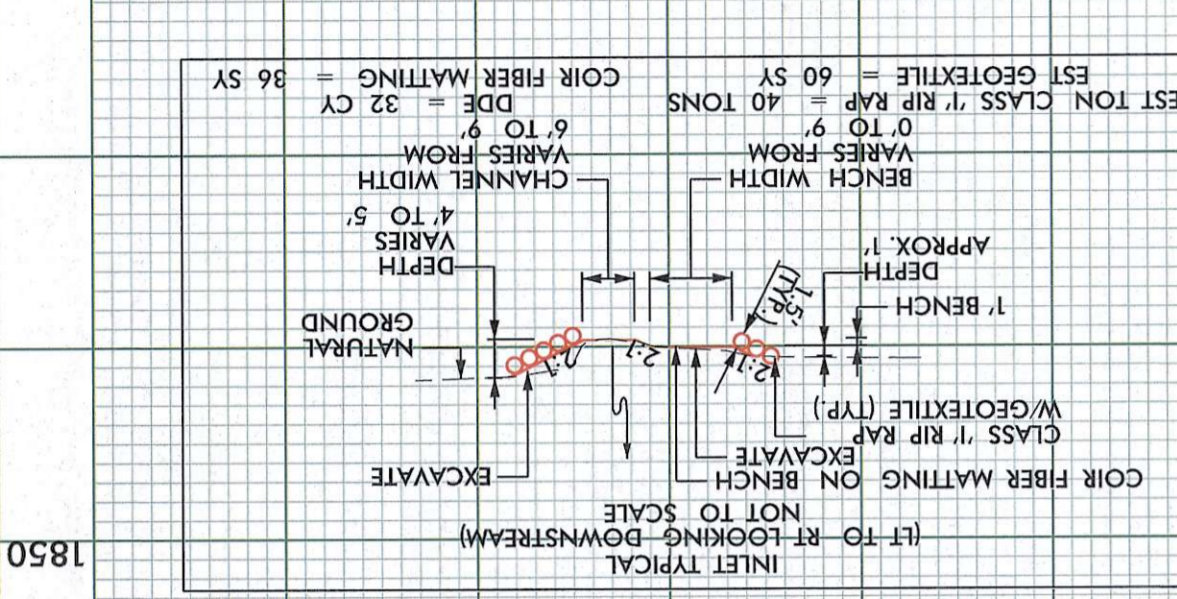 INLET TYPICAL
(LT TO RT LOOKING DOWNSTREAM)
NOT TO SCALE
1850
COIR FIBER MATTING ON BENCH
EXCAVATE
CLASS 'I' RIP RAP
W/GEOTEXTILE (TYP.)
EXCAVATE
2:1
2:1
2:1
NATURAL
GROUND
1' BENCH
DEPTH
APPROX. 1'
1.5'
(TYP.)
DEPTH
VARIES
4' TO 5'
BENCH WIDTH
VARIES FROM
0' TO 9'
CHANNEL WIDTH
VARIES FROM
6' TO 9'
EST TON CLASS 'I' RIP RAP = 40 TONS
EST GEOTEXTILE = 60 SY
DDE = 32 CY
COIR FIBER MATTING = 36 SY